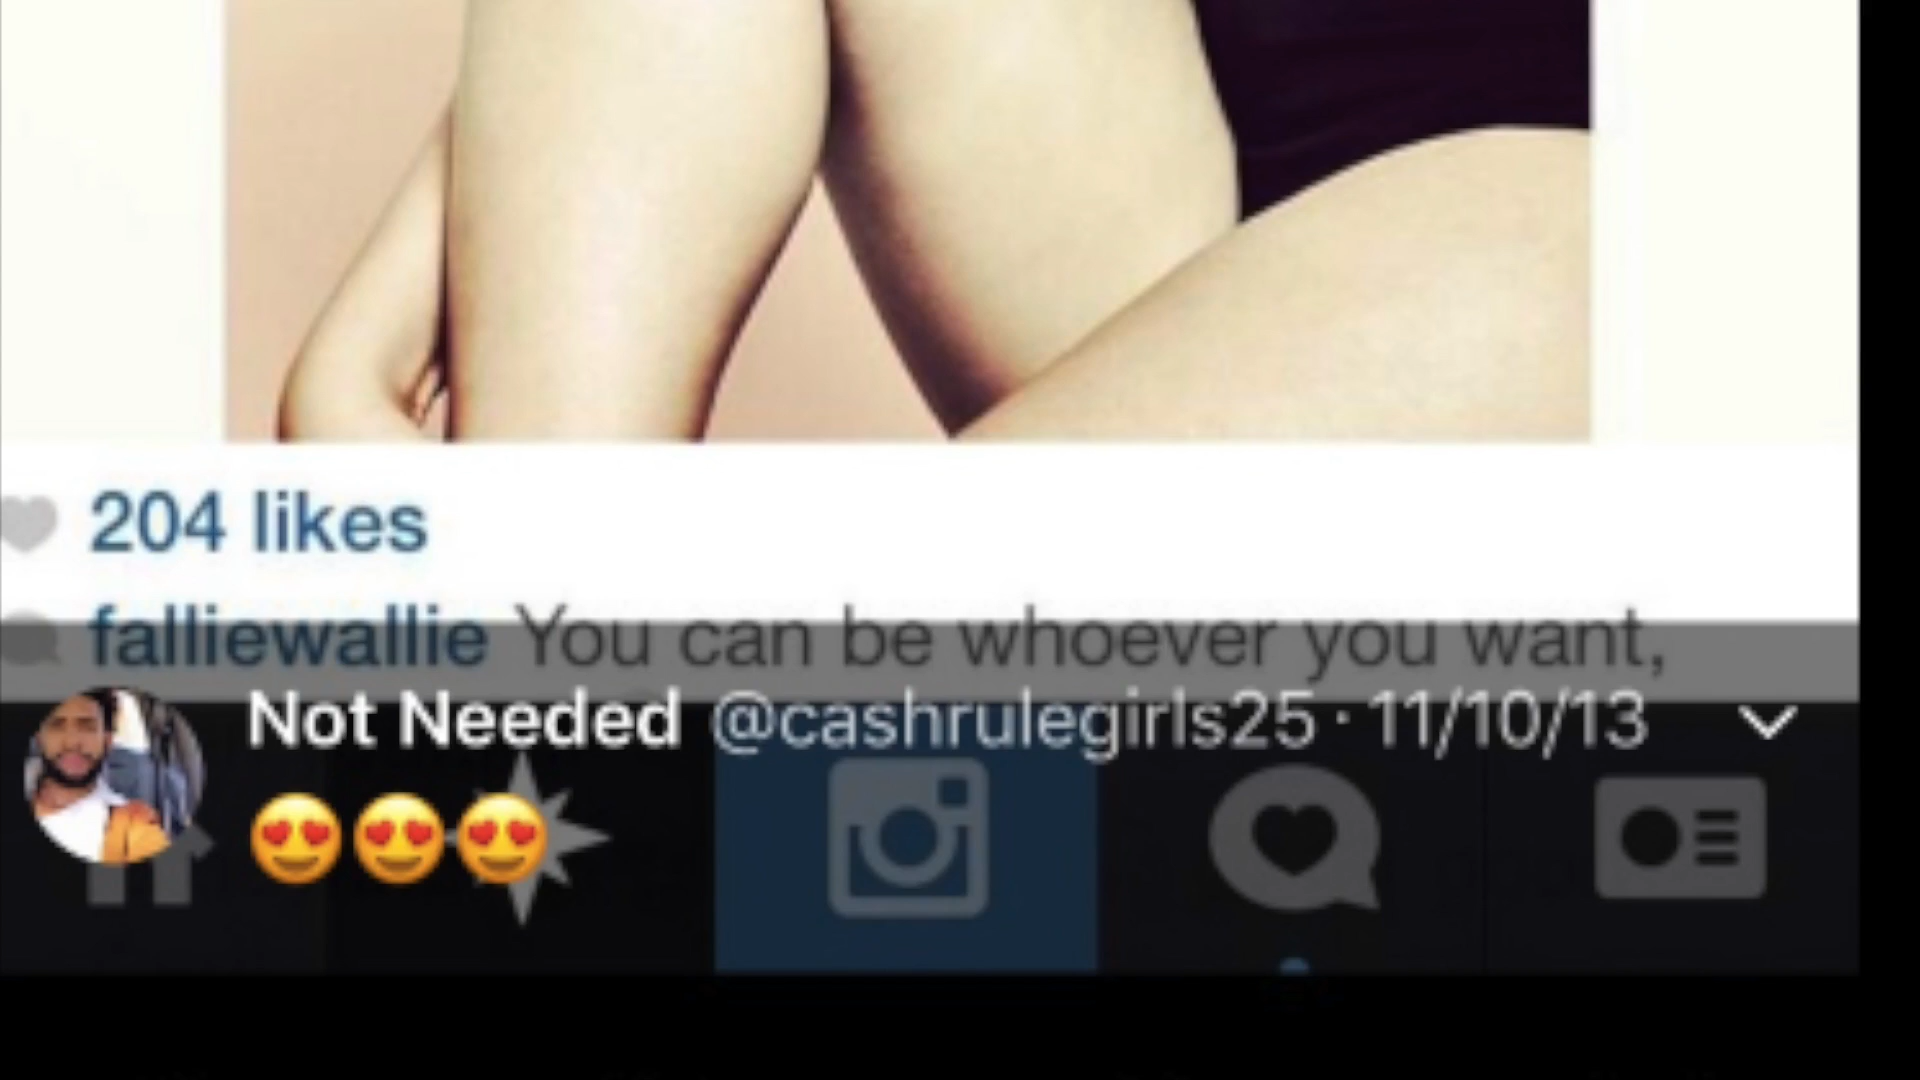 204 likes
falliewallie You can be whoever you want,
Not Needed @cashrulegirls25 · 11/10/13
😍😍😍